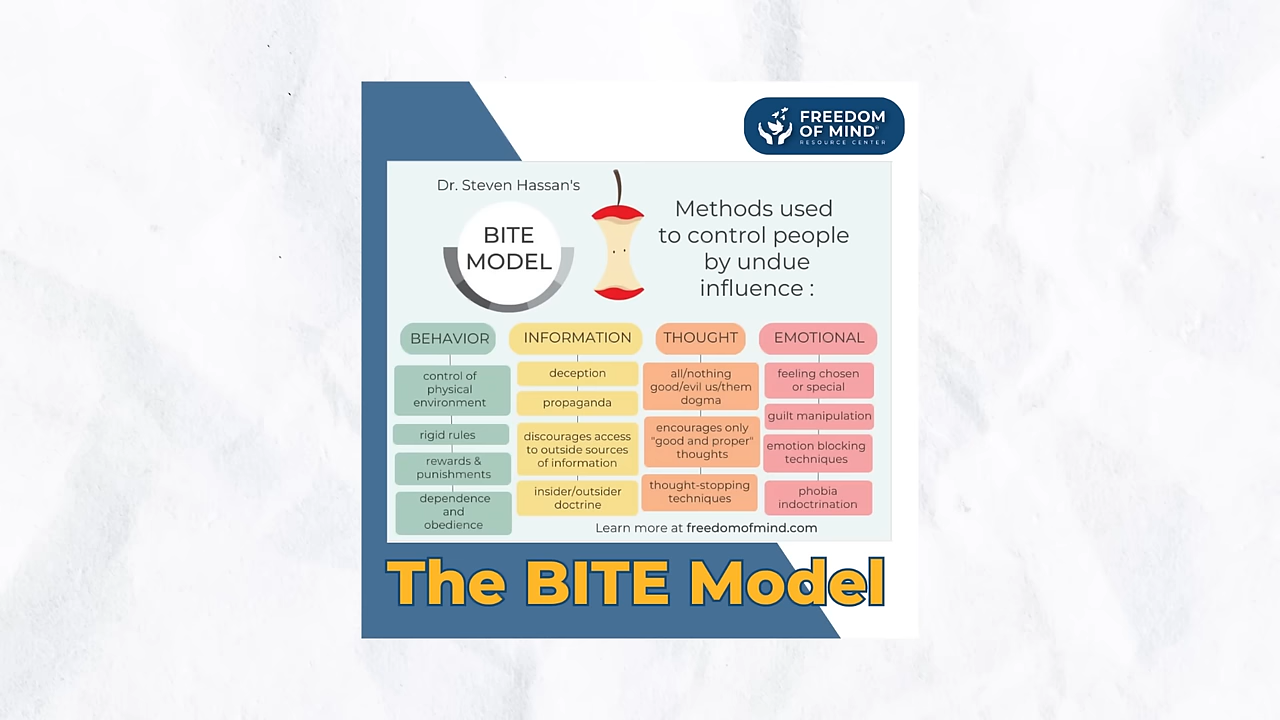 FREEDOM
OF MIND®
RESOURCE CENTER
Dr. Steven Hassan's
BITE
MODEL
Methods used
to control people
by undue
influence :
BEHAVIOR
control of
physical
environment
rigid rules
rewards &
punishments
dependence
and
obedience
INFORMATION
deception
propaganda
discourages access
to outside sources
of information
insider/outsider
doctrine
THOUGHT
all/nothing
good/evil us/them
dogma
encourages only
"good and proper"
thoughts
thought-stopping
techniques
EMOTIONAL
feeling chosen
or special
guilt manipulation
emotion blocking
techniques
phobia
indoctrination
Learn more at freedomofmind.com
The BITE Model